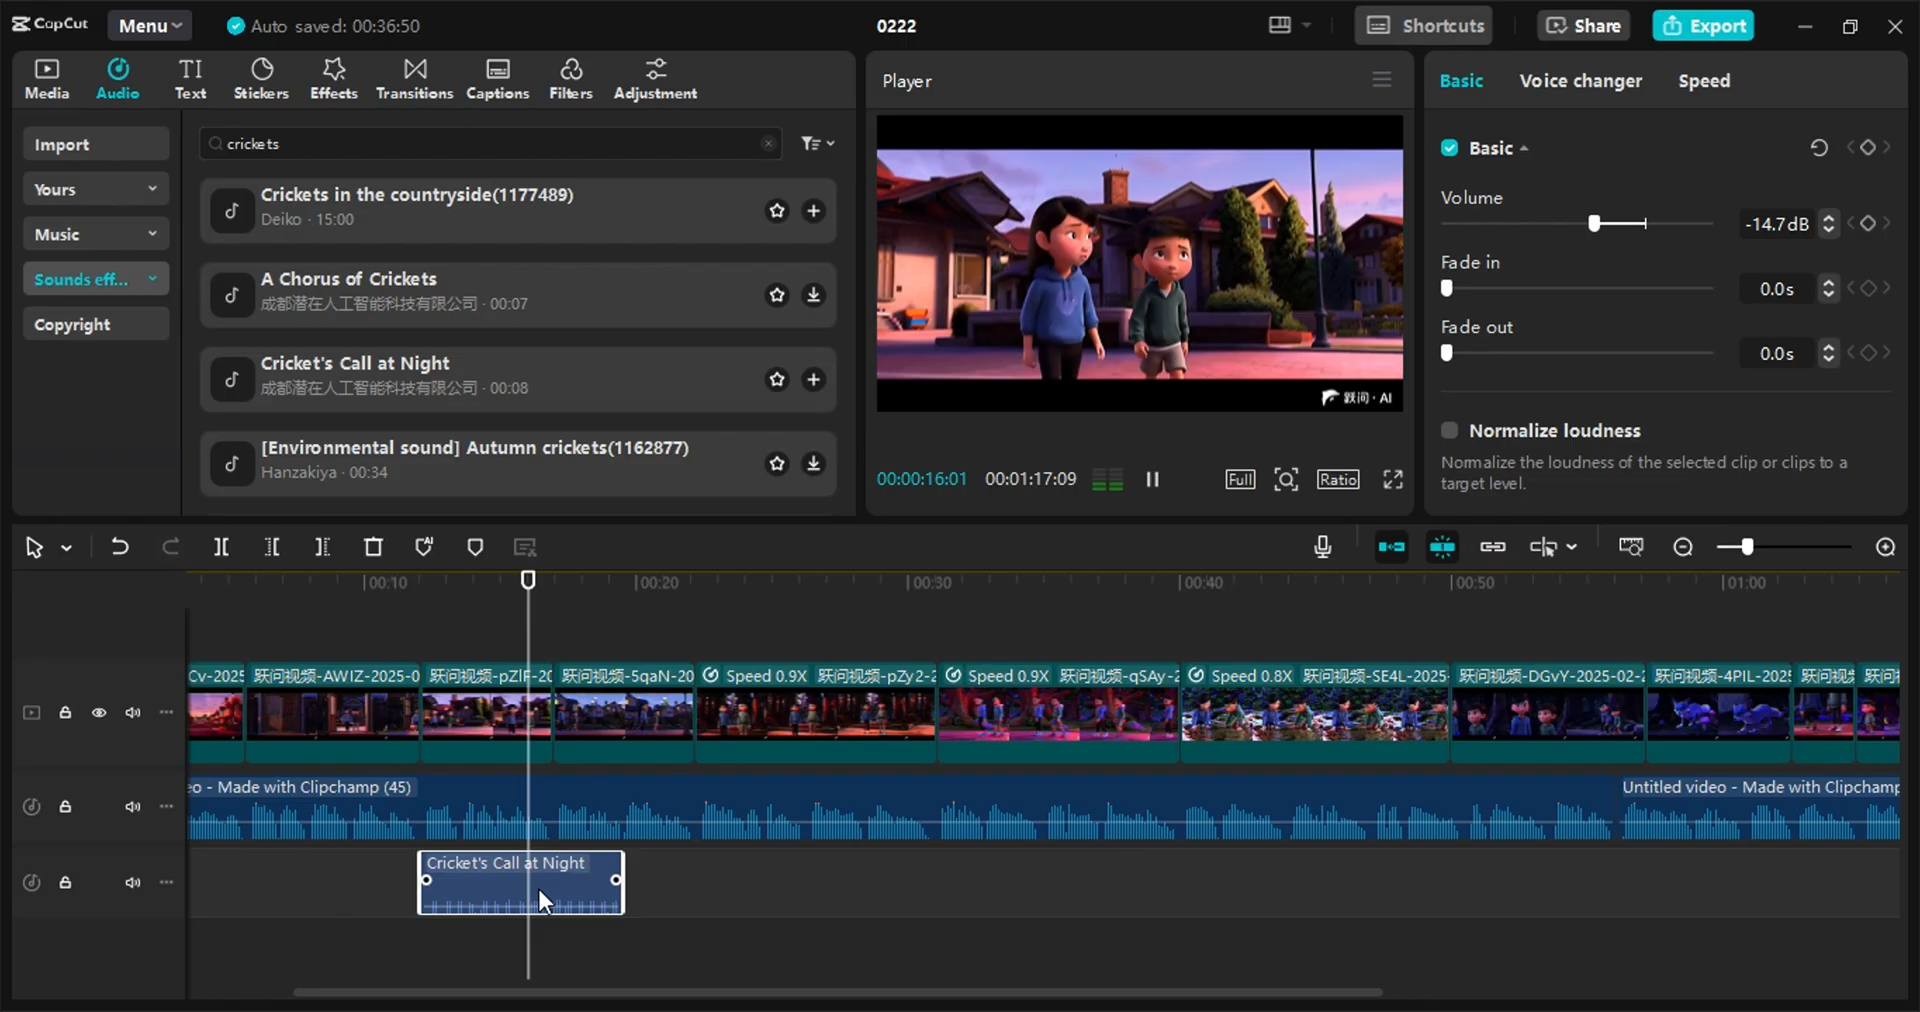 CapCut
Menu
Auto saved: 00:36:50
0222
Shortcuts
Share
Export
Media
Audio
Text
Stickers
Effects
Transitions
Captions
Filters
Adjustment
Import
Yours
Music
Sounds eff...
Copyright
crickets
Crickets in the countryside(1177489)
Deiko · 15:00
A Chorus of Crickets
成都潜在人工智能科技有限公司 · 00:07
Cricket's Call at Night
成都潜在人工智能科技有限公司 · 00:08
[Environmental sound] Autumn crickets(1162877)
Hanzakiya · 00:34
Player
跃问·AI
00:00:16:01
00:01:17:09
Full
Ratio
Basic
Voice changer
Speed
Basic
Volume
-14.7dB
Fade in
0.0s
Fade out
0.0s
Normalize loudness
Normalize the loudness of the selected clip or clips to a
target level.
00:10
00:20
00:30
00:40
00:50
01:00
Cv-2025
跃问视频-AWIZ-2025-0
跃问视频-pZIF-20
跃问视频-5qaN-20
Speed 0.9X 跃问视频-pZy2-2
Speed 0.9X 跃问视频-qSAy-2
Speed 0.8X 跃问视频-SE4L-2025-
跃问视频-DGvY-2025-02-2
跃问视频-4PIL-2025
跃问视频
跃问
eo - Made with Clipchamp (45)
Untitled video - Made with Clipchamp
Cricket's Call at Night